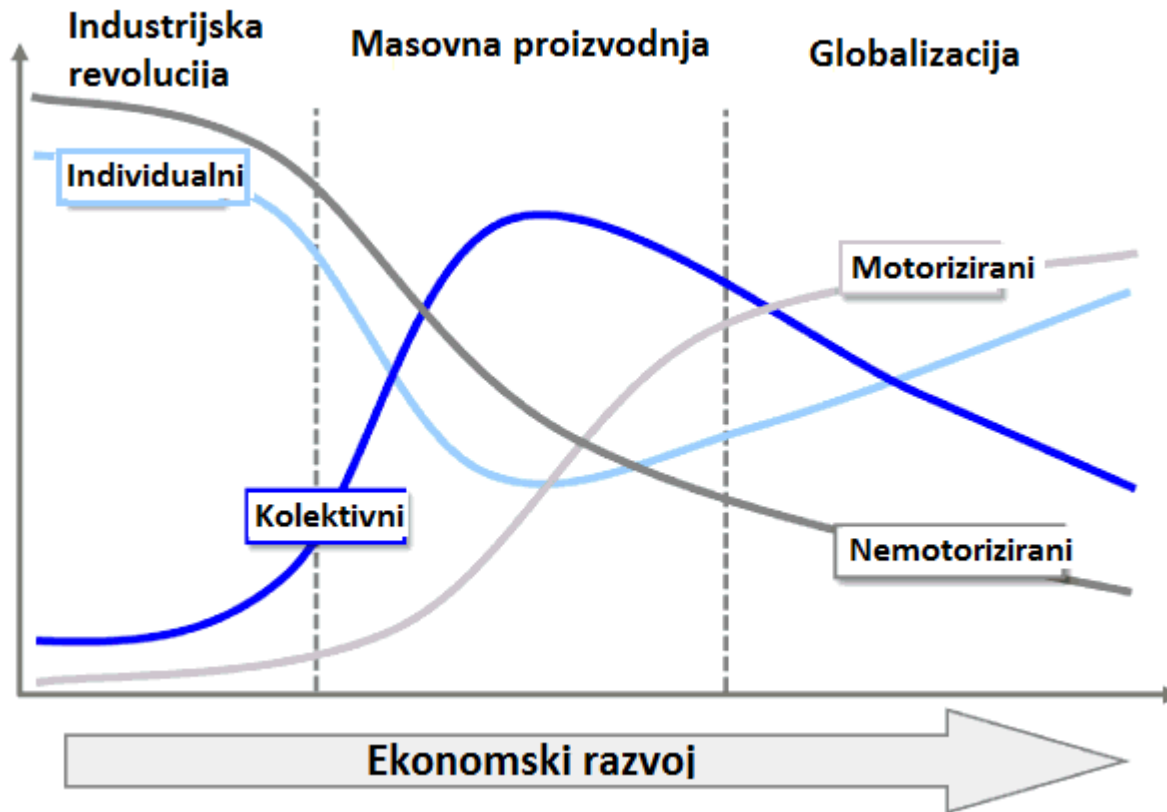 Industrijska
revolucija
Masovna proizvodnja
Globalizacija
Individualni
Motorizirani
Kolektivni
Nemotorizirani
Ekonomski razvoj